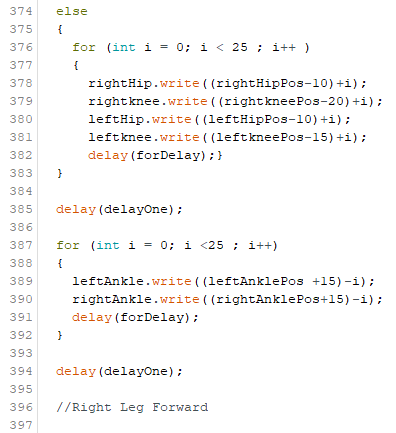 374 else
375 {
376 for (int i = 0; i < 25 ; i++ )
377 {
378 rightHip.write((rightHipPos-10)+i);
379 rightknee.write((rightkneePos-20)+i);
380 leftHip.write((leftHipPos-10)+i);
381 leftknee.write((leftkneePos-15)+i);
382 delay(forDelay);}
383 }
384
385 delay(delayOne);
386
387 for (int i = 0; i <25 ; i++)
388 {
389 leftAnkle.write((leftAnklePos +15)-i);
390 rightAnkle.write((rightAnklePos+15)-i);
391 delay(forDelay);
392 }
393
394 delay(delayOne);
395
396 //Right Leg Forward
397